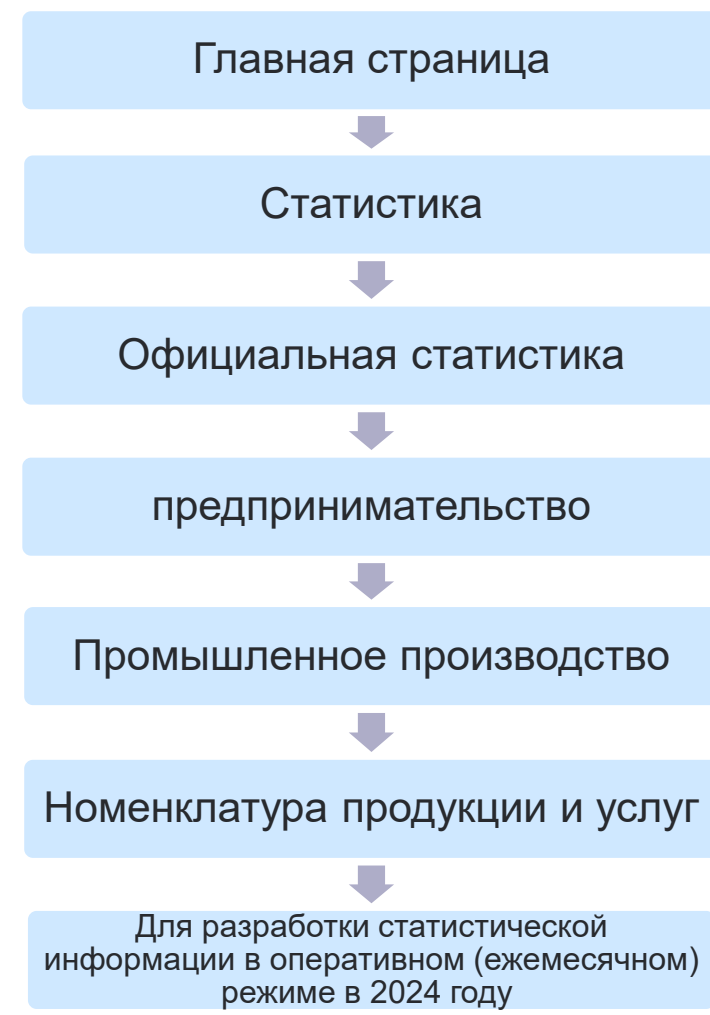 Главная страница
Статистика
Официальная статистика
предпринимательство
Промышленное производство
Номенклатура продукции и услуг
Для разработки статистической
информации в оперативном (ежемесячном)
режиме в 2024 году